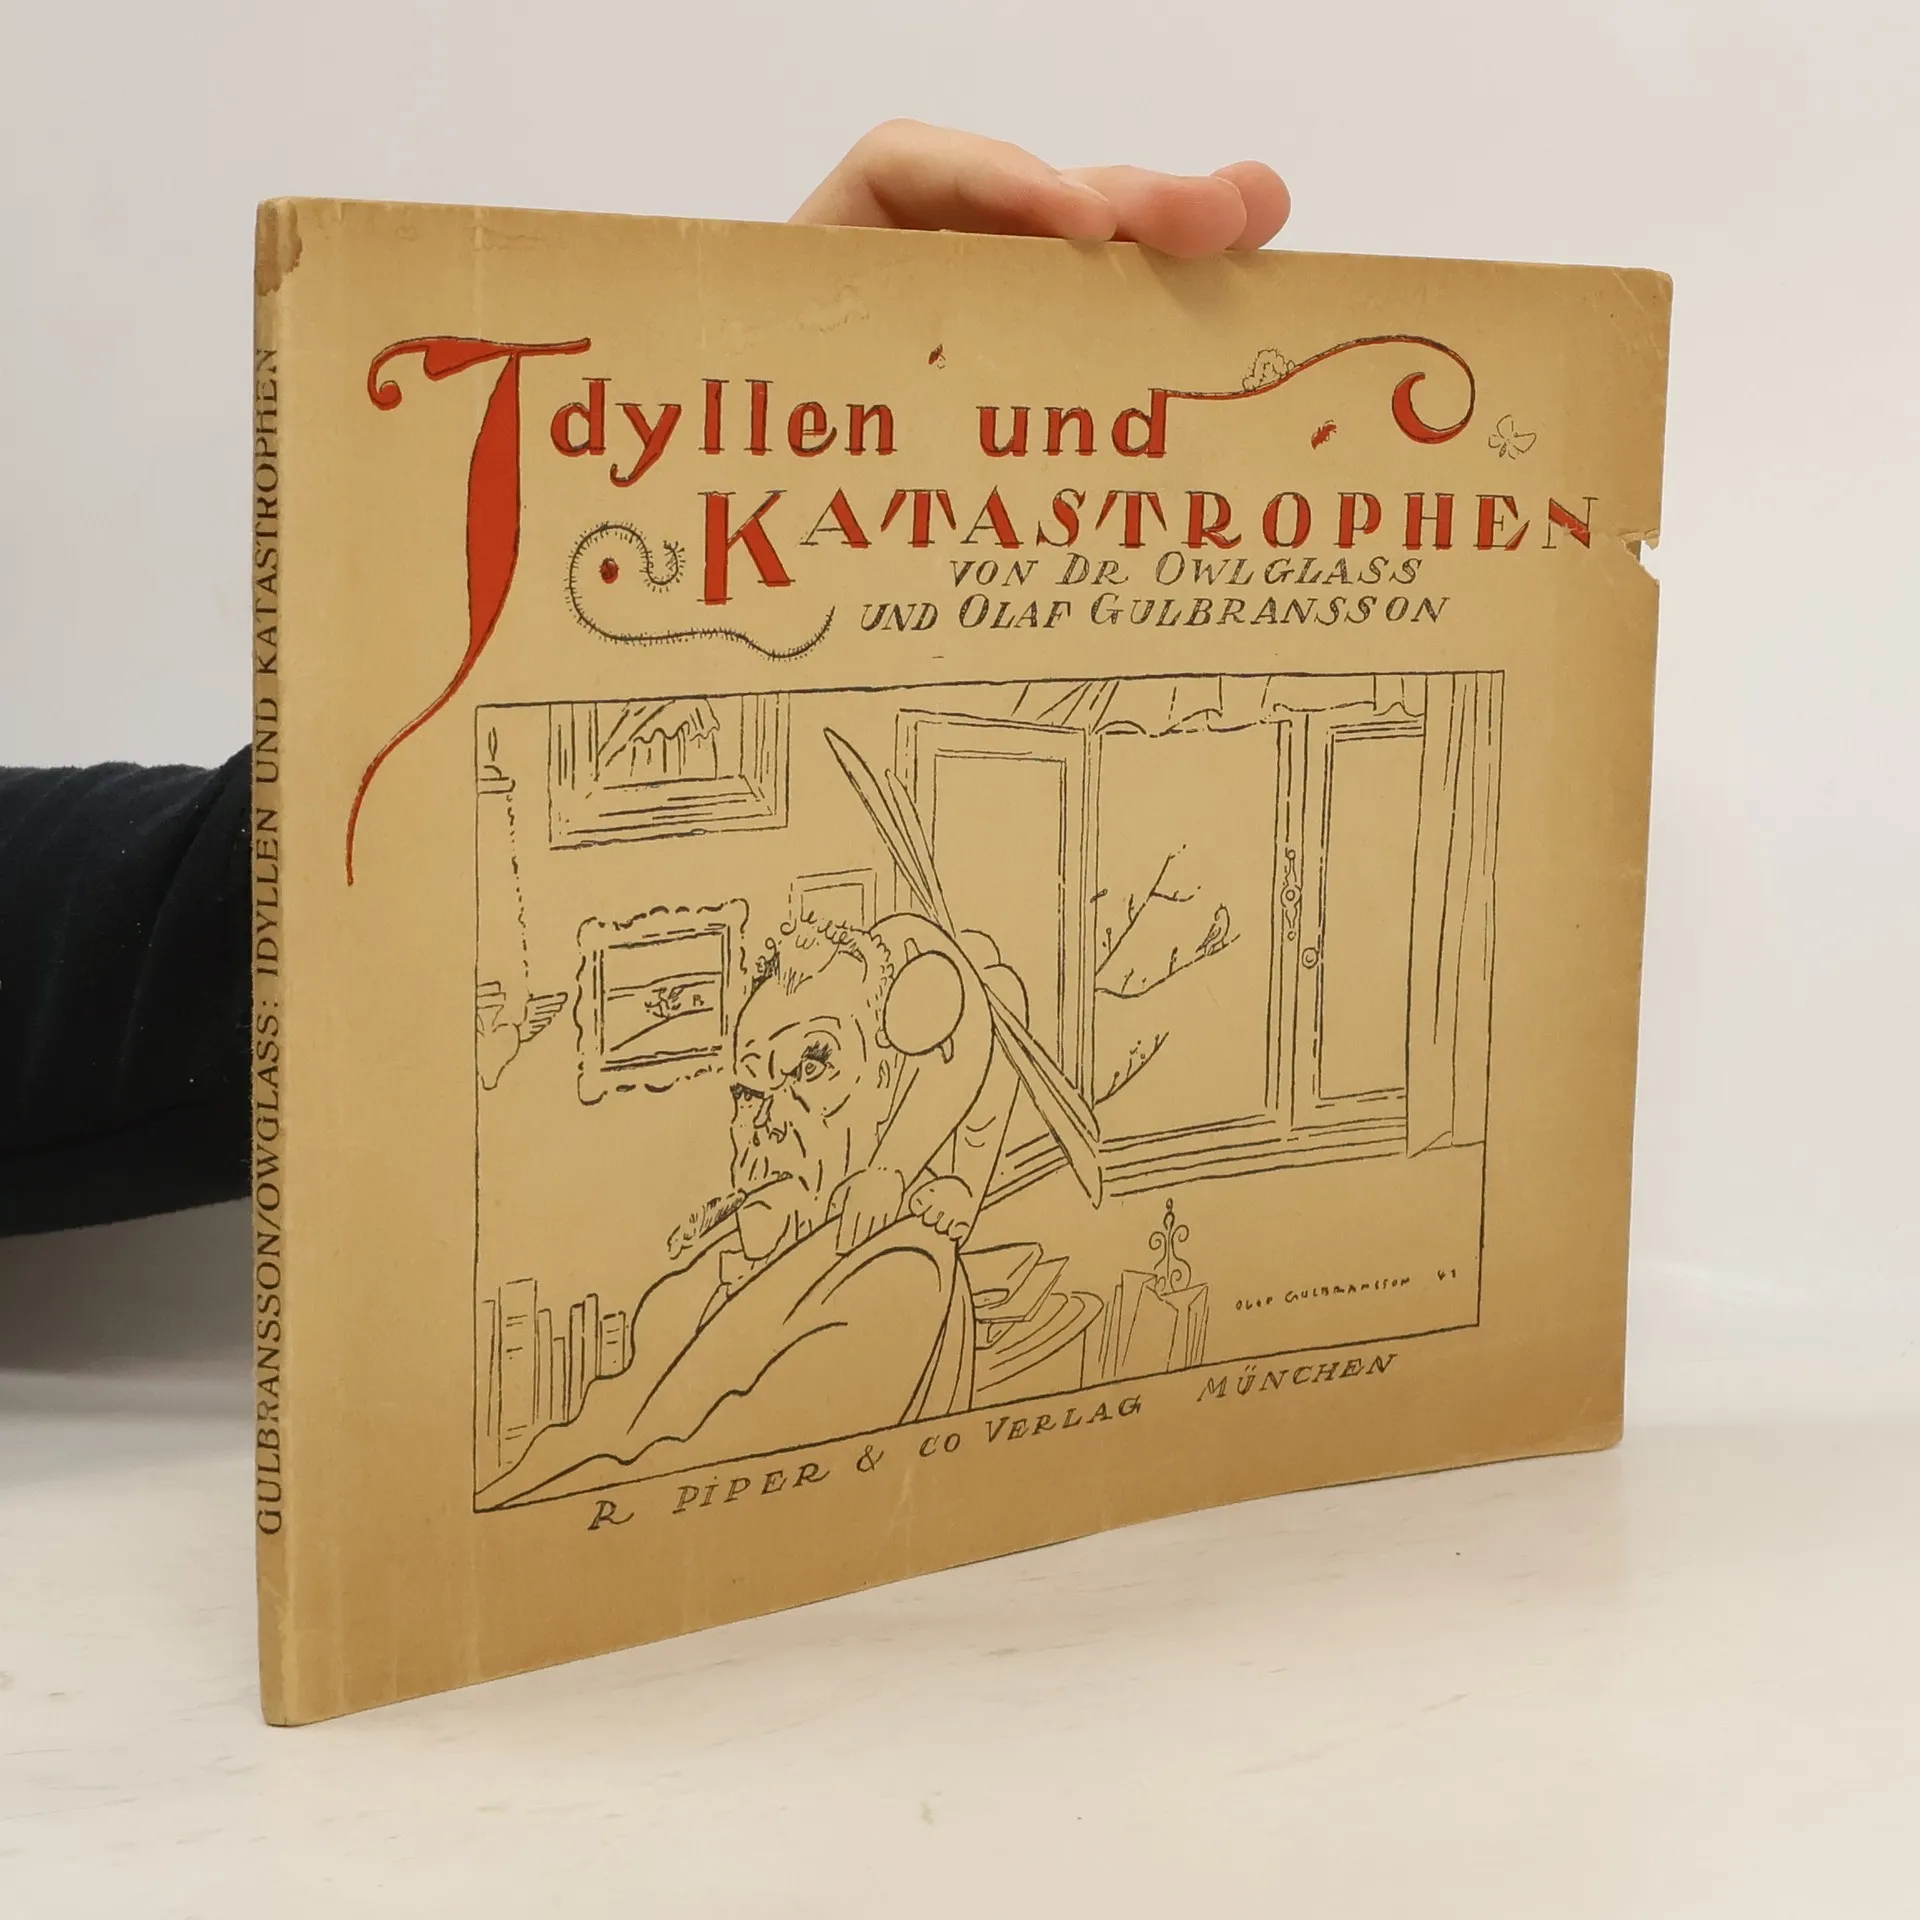 GULBRANSSON/OWGLASS: IDYLLEN UND KATASTROPHEN
Idyllen und
KATASTROPHEN
VON DR OWLGLASS
UND OLAF GULBRANSSON
OLAF GULBRANSSON 41
R PIPER & CO VERLAG MÜNCHEN